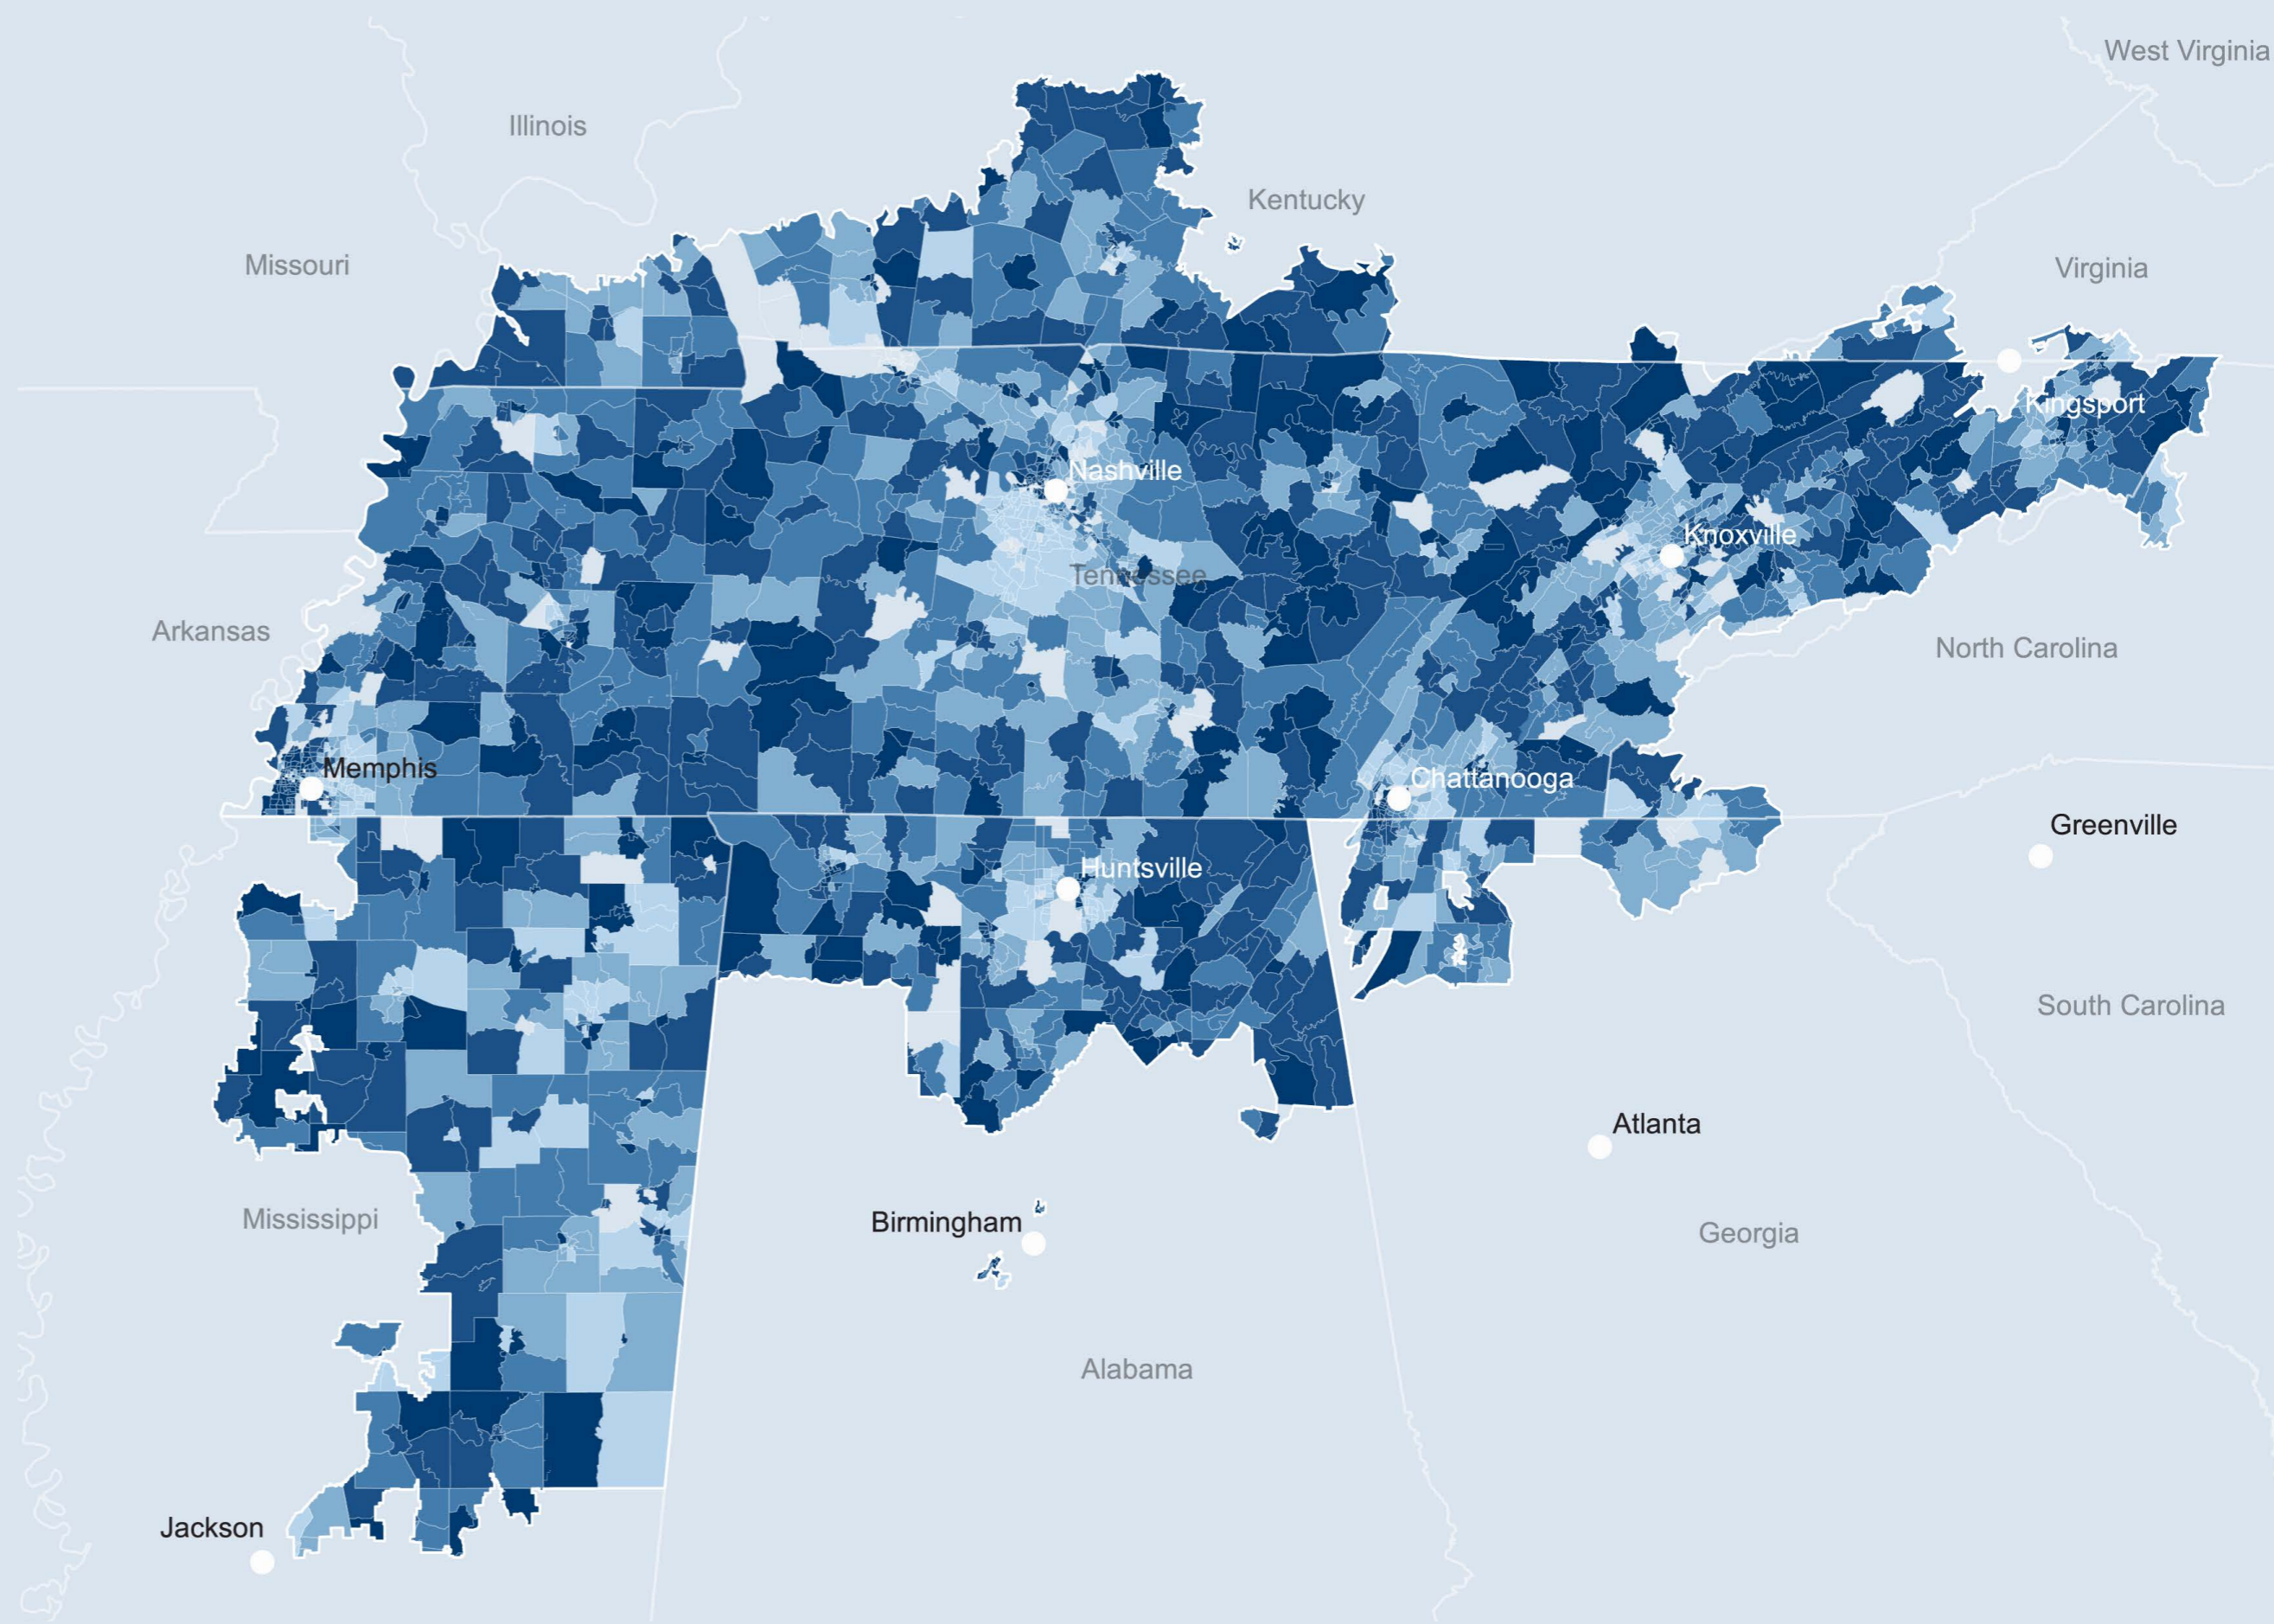 West Virginia
Illinois
Kentucky
Missouri
Virginia
Kingsport
Nashville
Knoxville
Tennessee
Arkansas
North Carolina
Memphis
Chattanooga
Greenville
Huntsville
South Carolina
Atlanta
Mississippi
Birmingham
Georgia
Alabama
Jackson